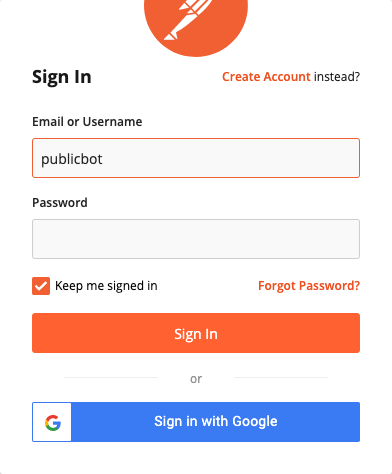 Sign In
Create Account instead?
Email or Username
publicbot
Password
Keep me signed in
Forgot Password?
Sign In
or
Sign in with Google